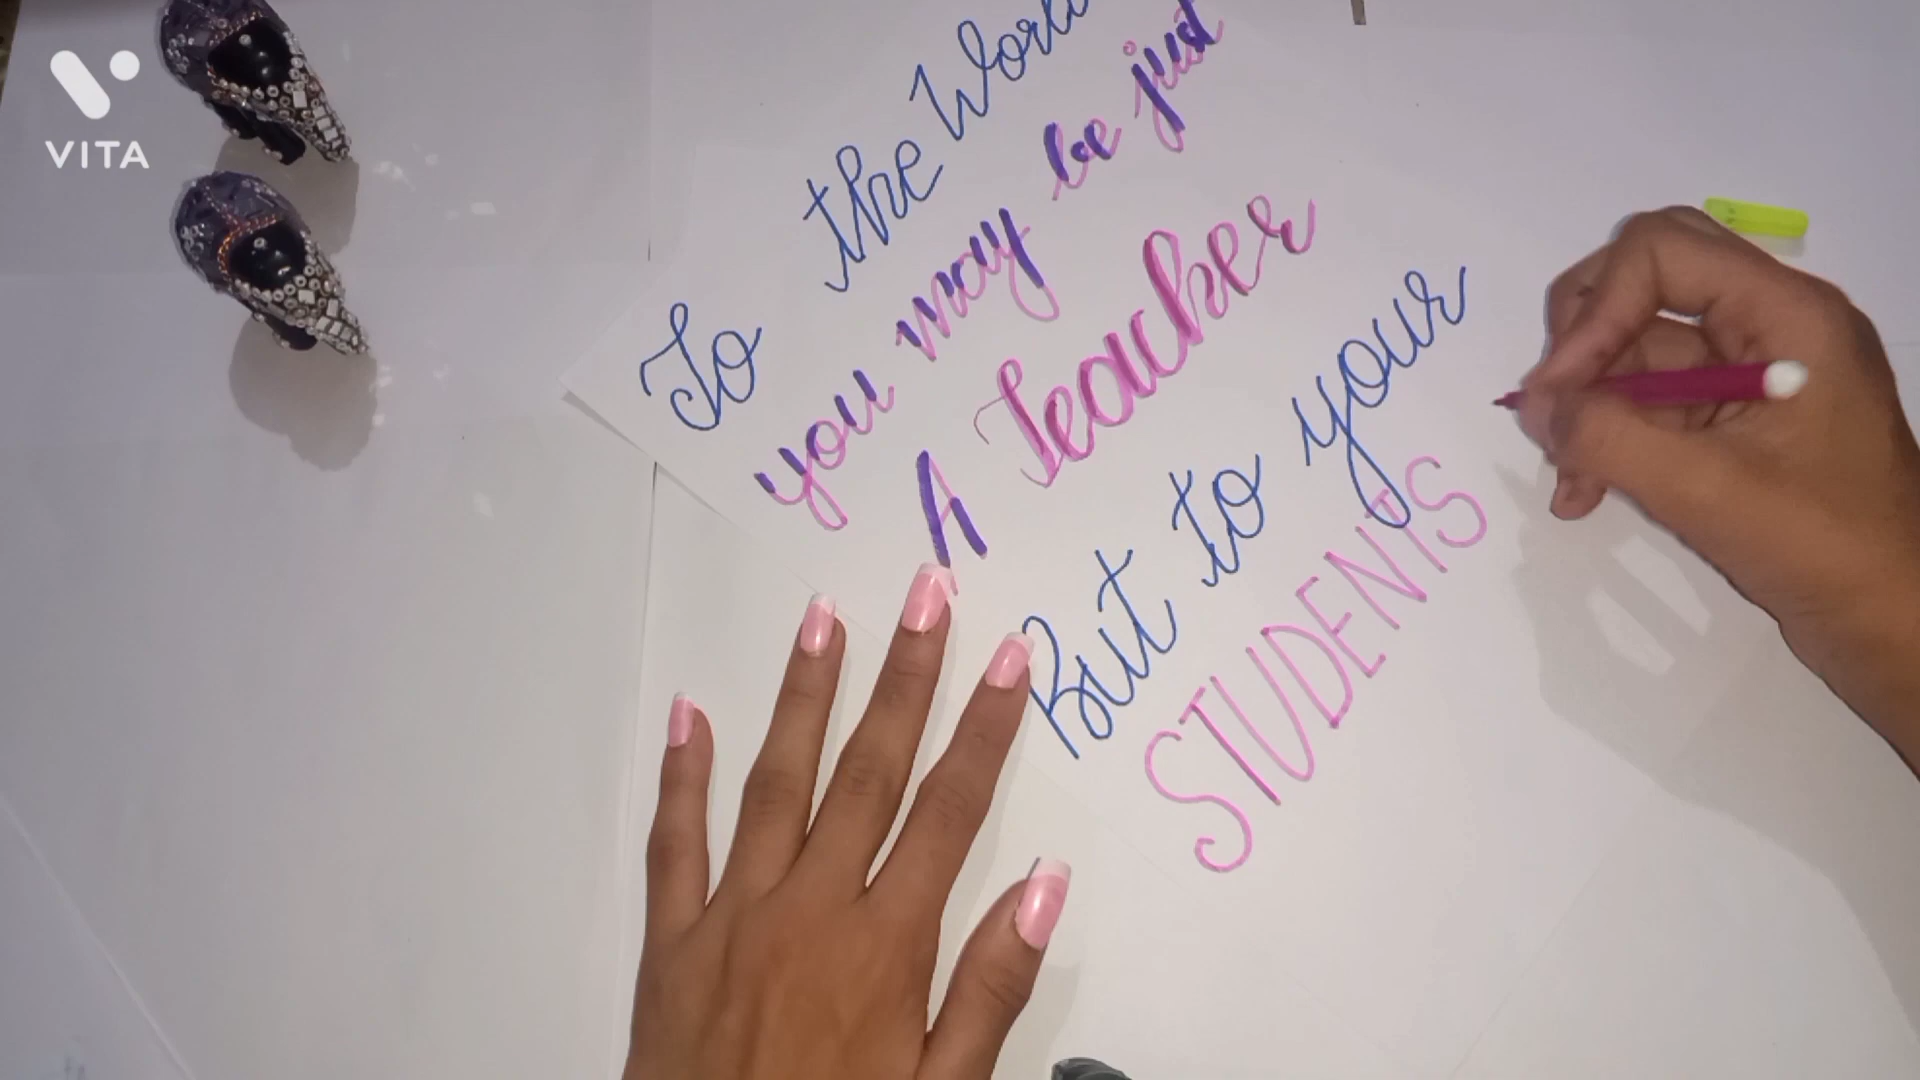 VITA
To the World
you may be just
A Teacher
But to your
STUDENTS